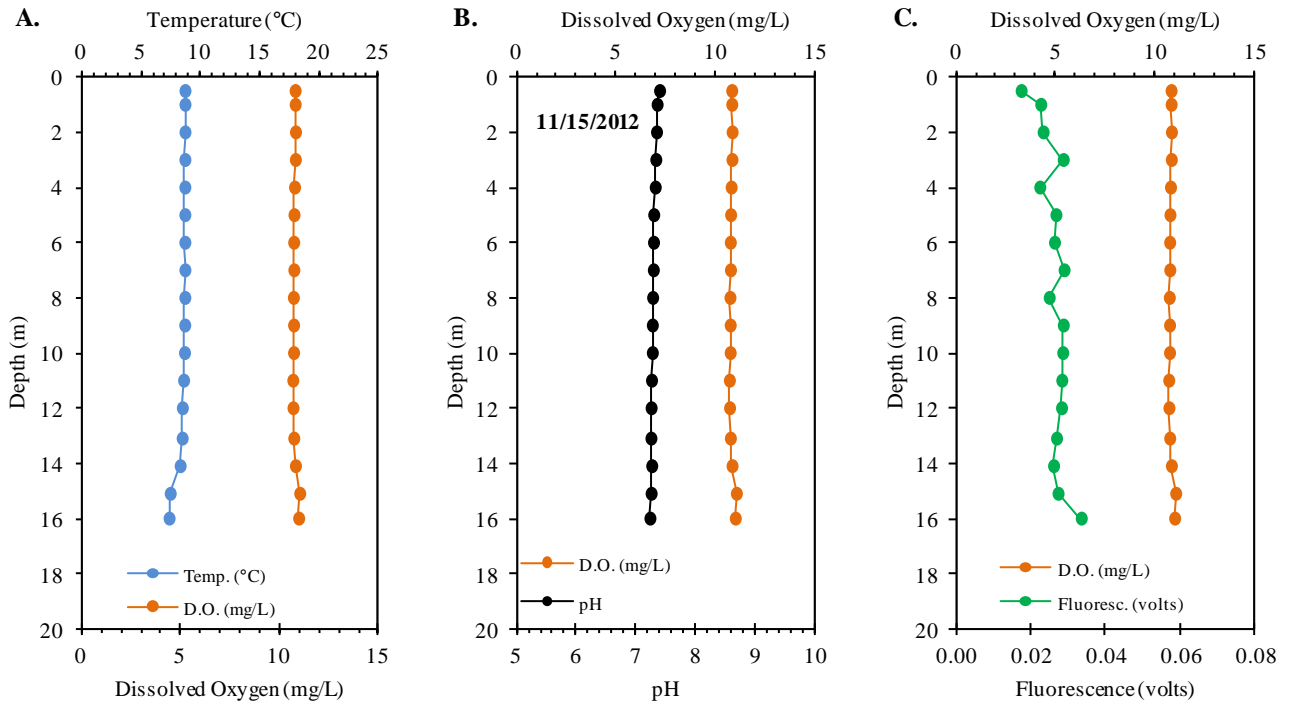 A.
Temperature (°C)
0 5 10 15 20 25
0
2
4
6
8
10
12
14
16
18
20
Depth (m)
Temp. (°C)
D.O. (mg/L)
0 5 10 15
Dissolved Oxygen (mg/L)
B.
Dissolved Oxygen (mg/L)
0 5 10 15
0
2
4
6
8
10
12
14
16
18
20
Depth (m)
11/15/2012
D.O. (mg/L)
pH
5 6 7 8 9 10
pH
C.
Dissolved Oxygen (mg/L)
0 5 10 15
0
2
4
6
8
10
12
14
16
18
20
Depth (m)
D.O. (mg/L)
Fluoresc. (volts)
0.00 0.02 0.04 0.06 0.08
Fluorescence (volts)